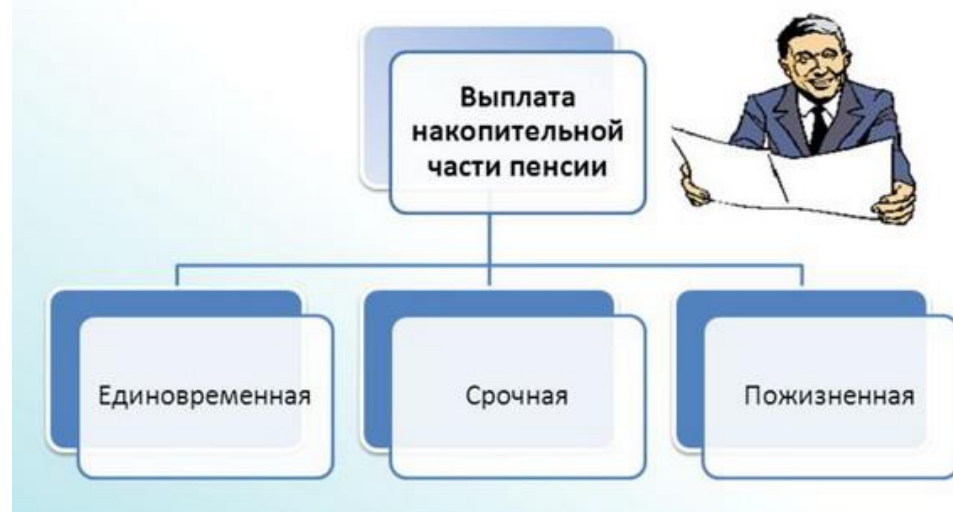 Выплата
накопительной
части пенсии
Единовременная
Срочная
Пожизненная